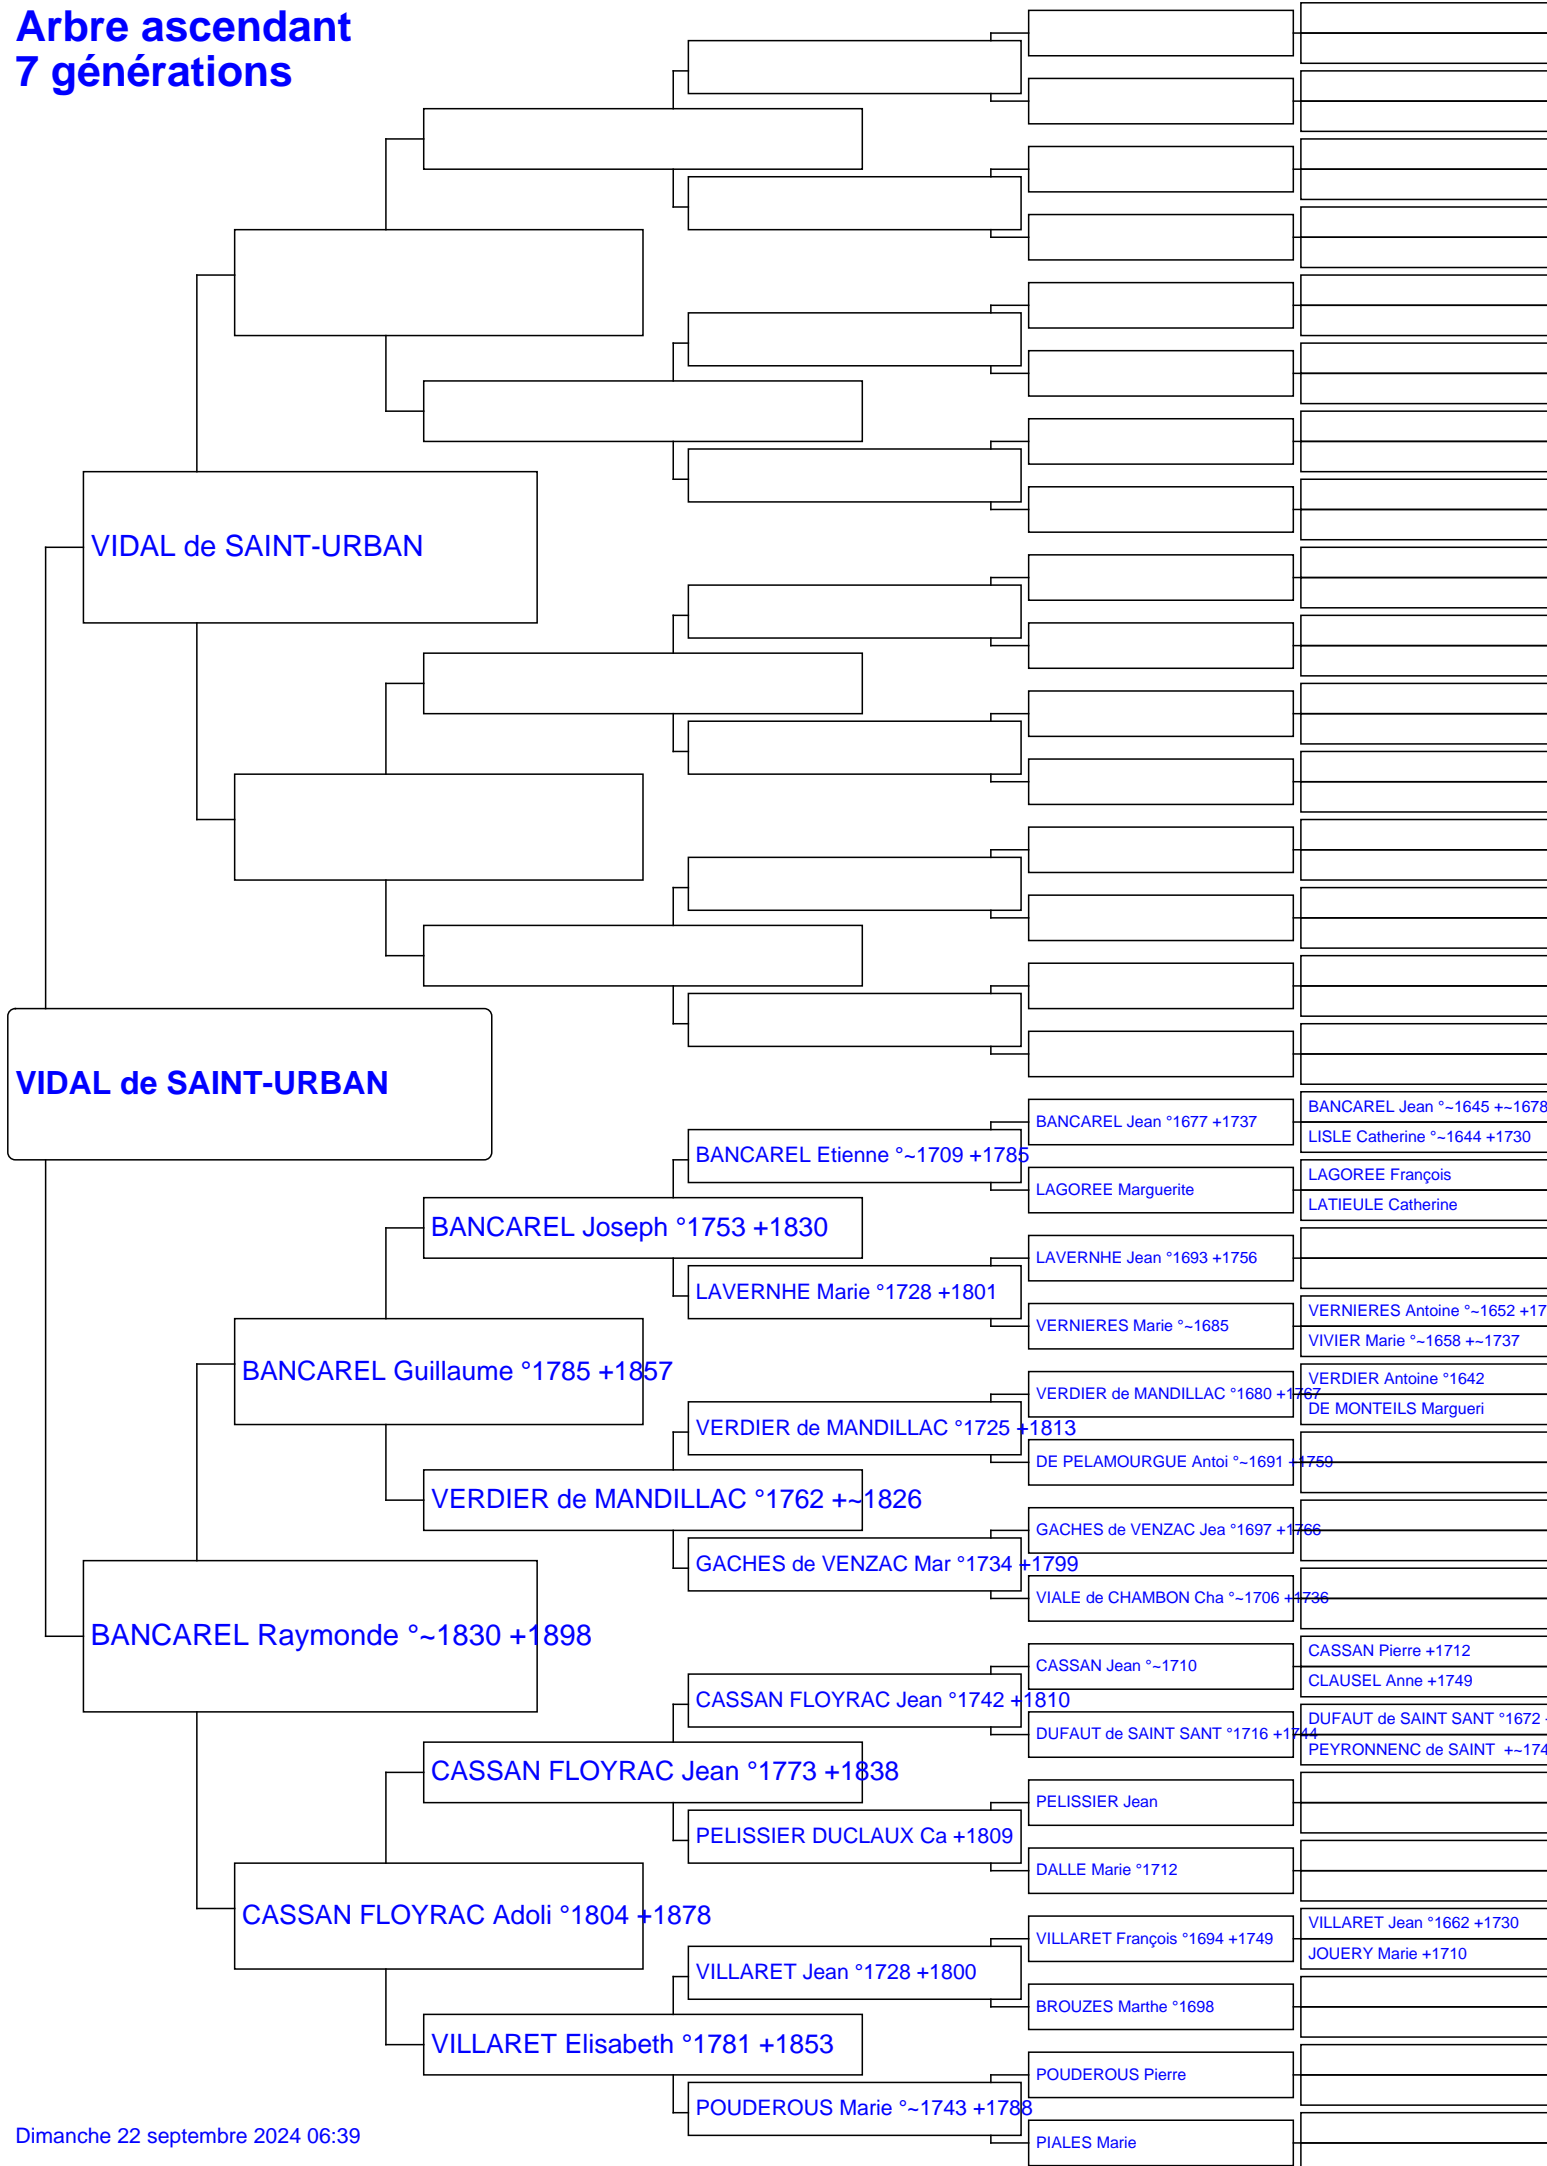 Arbre ascendant
7 générations
VIDAL de SAINT-URBAN
VIDAL de SAINT-URBAN
BANCAREL Jean °~1645 +~1678
BANCAREL Jean °1677 +1737
LISLE Catherine °~1644 +1730
BANCAREL Etienne °~1709 +1785
LAGOREE François
LAGOREE Marguerite
LATIEULE Catherine
BANCAREL Joseph °1753 +1830
LAVERNHE Jean °1693 +1756
LAVERNHE Marie °1728 +1801
VERNIERES Antoine °~1652 +17
VERNIERES Marie °~1685
VIVIER Marie °~1658 +~1737
BANCAREL Guillaume °1785 +1857
VERDIER Antoine °1642
VERDIER de MANDILLAC °1680 +1767
DE MONTEILS Margueri
VERDIER de MANDILLAC °1725 +1813
DE PELAMOURGUE Antoi °~1691 +1759
VERDIER de MANDILLAC °1762 +~1826
GACHES de VENZAC Jea °1697 +1766
GACHES de VENZAC Mar °1734 +1799
VIALE de CHAMBON Cha °~1706 +1736
BANCAREL Raymonde °~1830 +1898
CASSAN Pierre +1712
CASSAN Jean °~1710
CLAUSEL Anne +1749
CASSAN FLOYRAC Jean °1742 +1810
DUFAUT de SAINT SANT °1672 +
DUFAUT de SAINT SANT °1716 +1744
PEYRONNENC de SAINT +~174
CASSAN FLOYRAC Jean °1773 +1838
PELISSIER Jean
PELISSIER DUCLAUX Ca +1809
DALLE Marie °1712
CASSAN FLOYRAC Adoli °1804 +1878
VILLARET Jean °1662 +1730
VILLARET François °1694 +1749
JOUERY Marie +1710
VILLARET Jean °1728 +1800
BROUZES Marthe °1698
VILLARET Elisabeth °1781 +1853
POUDEROUS Pierre
POUDEROUS Marie °~1743 +1788
PIALES Marie
Dimanche 22 septembre 2024 06:39